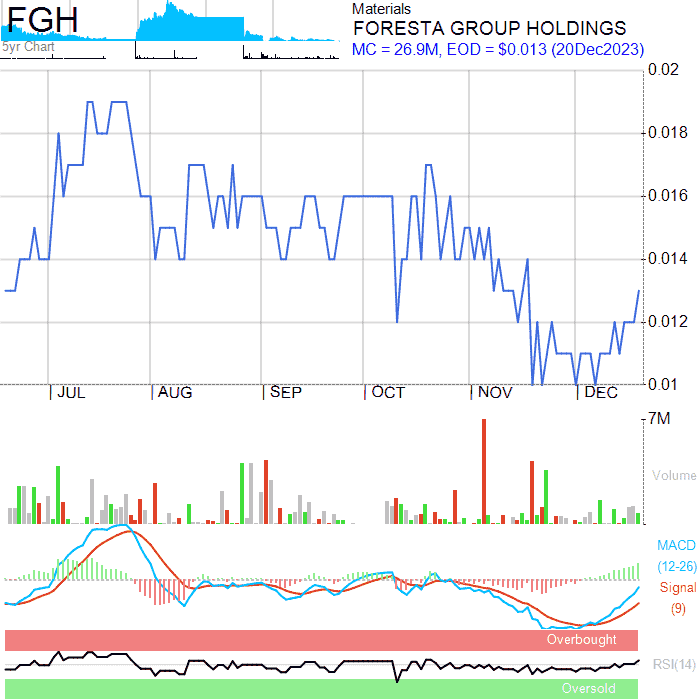 FGH
5yr Chart
Materials
FORESTA GROUP HOLDINGS
MC = 26.9M, EOD = $0.013 (20Dec2023)
0.02
0.018
0.016
0.014
0.012
0.01
JUL AUG SEP OCT NOV DEC
7M
Volume
MACD
(12-26)
Signal
(9)
Overbought
RSI(14)
Oversold